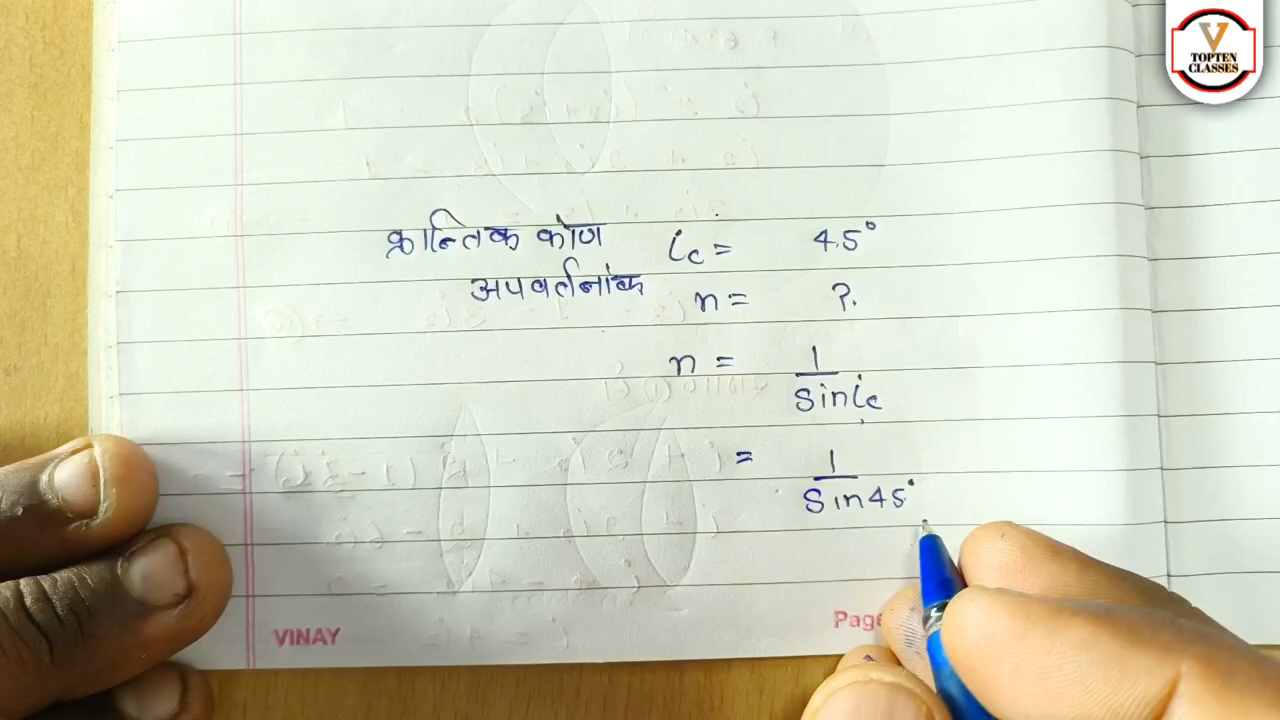 V
TOPTEN
CLASSES
क्रान्तिक कोण ic = 45°
अपवर्तनांक n = ?
n = 1/sin ic
= 1/sin 45°
VINAY
Page